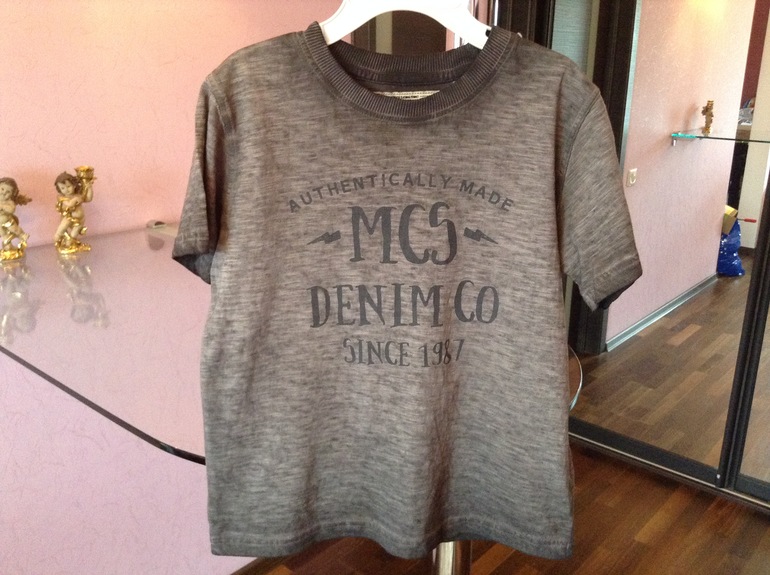 AUTHENTICALLY MADE
MCS
DENIM CO
SINCE 1987